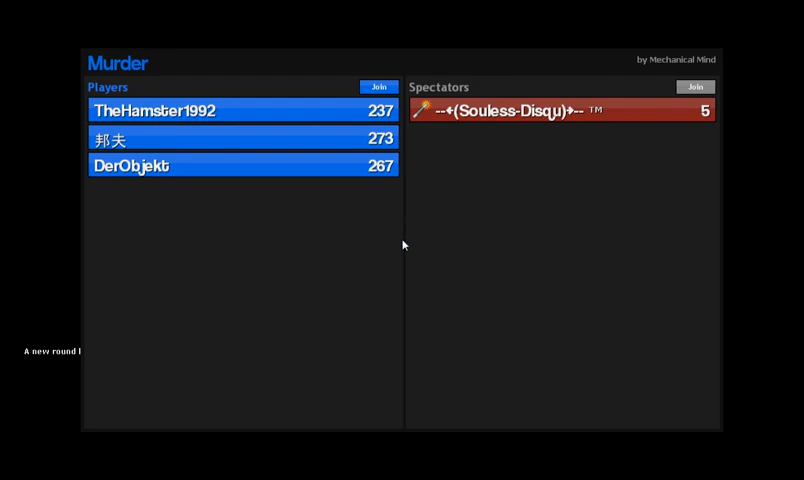 Murder
by Mechanical Mind
Players
Join
TheHamster1992 237
邦夫 273
DerObjekt 267
Spectators
Join
--(Souless-Disqu)-- ™ 5
A new round